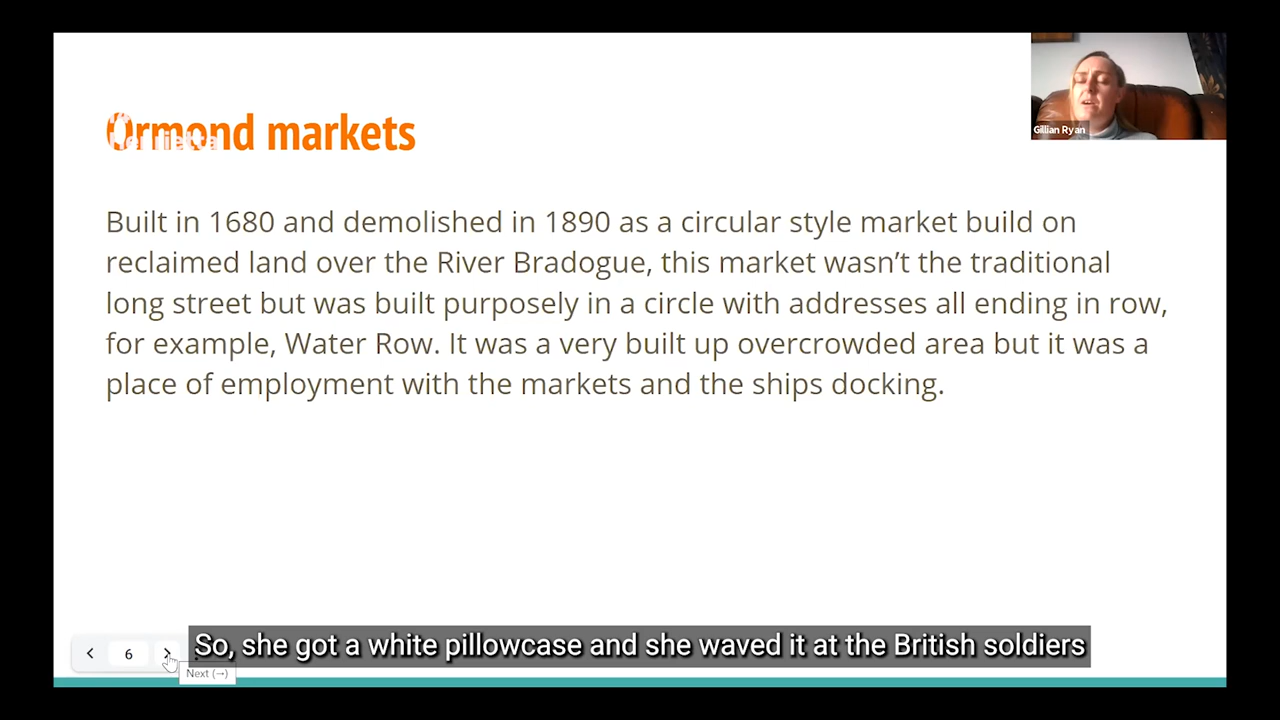 Ormond markets
Henrietta
Gillian Ryan
Built in 1680 and demolished in 1890 as a circular style market build on
reclaimed land over the River Bradogue, this market wasn’t the traditional
long street but was built purposely in a circle with addresses all ending in row,
for example, Water Row. It was a very built up overcrowded area but it was a
place of employment with the markets and the ships docking.
6
So, she got a white pillowcase and she waved it at the British soldiers
Next (→)